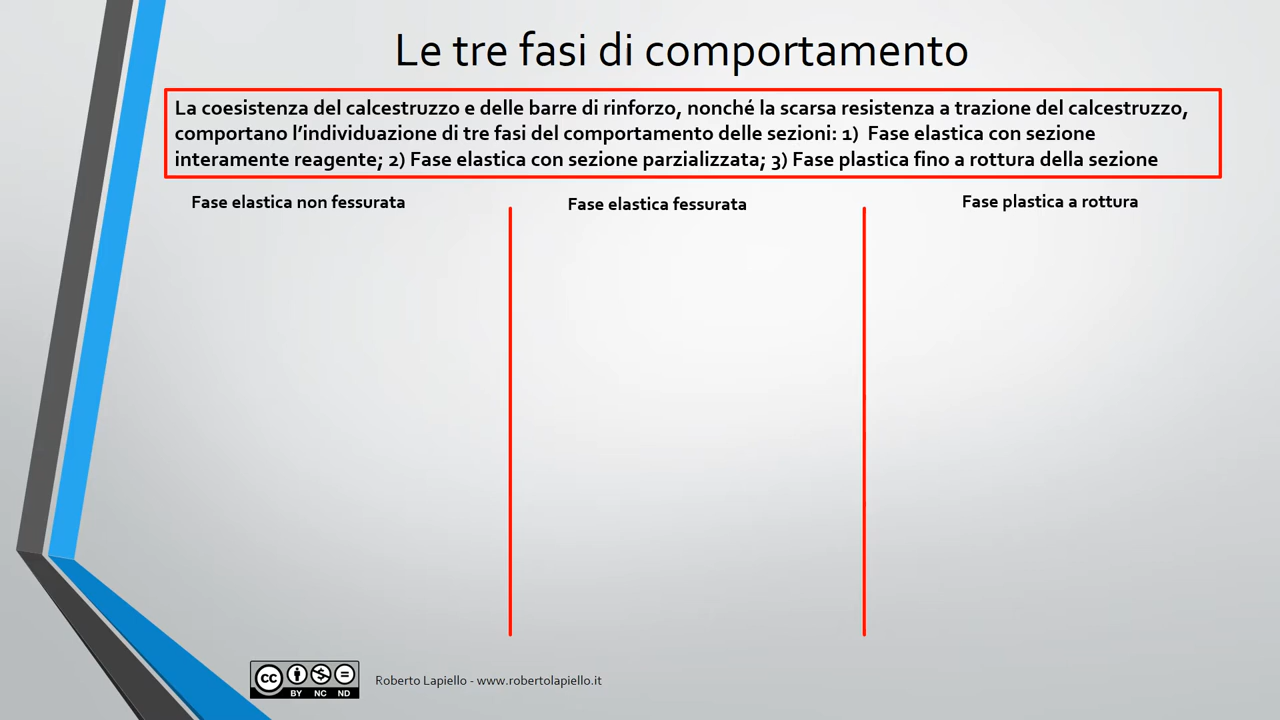 Le tre fasi di comportamento
La coesistenza del calcestruzzo e delle barre di rinforzo, nonché la scarsa resistenza a trazione del calcestruzzo,
comportano l’individuazione di tre fasi del comportamento delle sezioni: 1) Fase elastica con sezione
interamente reagente; 2) Fase elastica con sezione parzializzata; 3) Fase plastica fino a rottura della sezione
Fase elastica non fessurata
Fase elastica fessurata
Fase plastica a rottura
cc
BY NC ND
Roberto Lapiello - www.robertolapiello.it